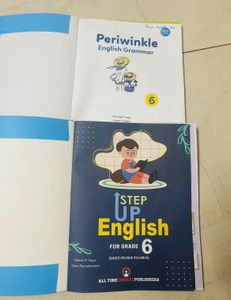 Periwinkle
English Grammar
6
STEP
UP
English
FOR GRADE 6
(BASED ON NEW SYLLABUS)
ALL TIME PUBLISHERS